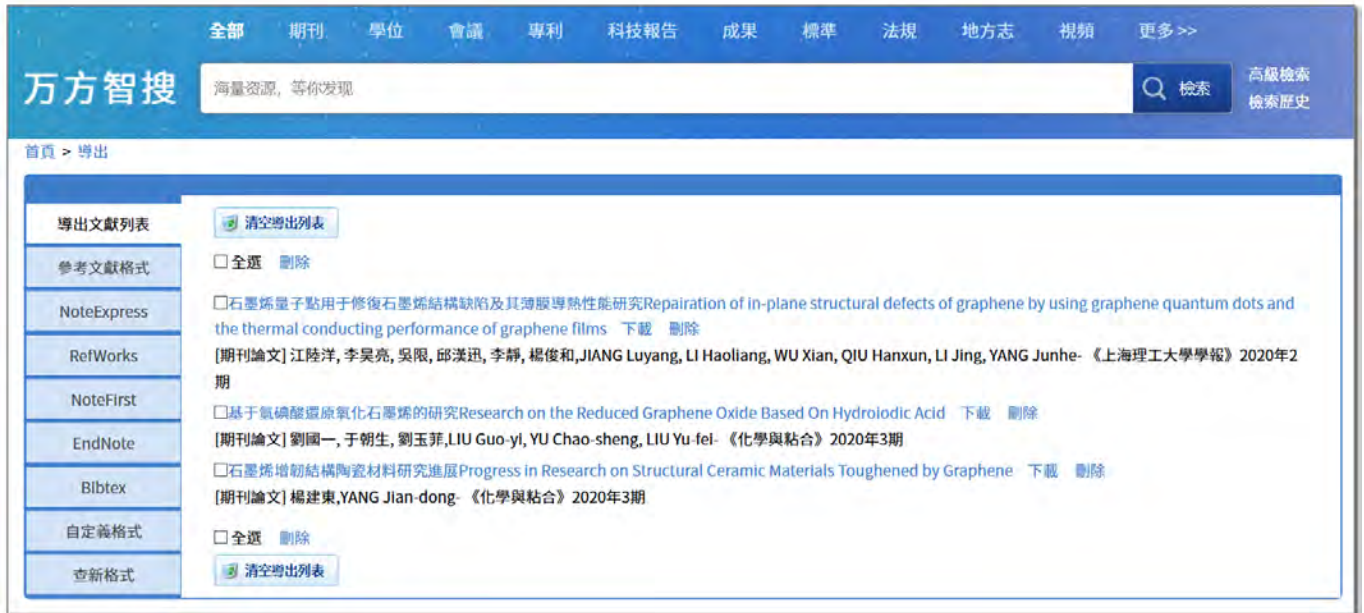 全部 期刊 學位 會議 專利 科技報告 成果 標準 法規 地方志 視頻 更多>>
万方智搜
海量资源，等你发现
檢索
高級檢索
檢索歷史
首頁 > 導出
導出文獻列表
參考文獻格式
NoteExpress
RefWorks
NoteFirst
EndNote
Bibtex
自定義格式
查新格式
清空導出列表
全選 刪除
石墨烯量子點用于修復石墨烯結構缺陷及其薄膜導熱性能研究Repairation of in-plane structural defects of graphene by using graphene quantum dots and
the thermal conducting performance of graphene films 下載 刪除
[期刊論文] 江陸洋, 李昊亮, 吳限, 邱漢迅, 李靜, 楊俊和,JIANG Luyang, LI Haoliang, WU Xian, QIU Hanxun, LI Jing, YANG Junhe- 《上海理工大學學報》2020年2
期
基于氫碘酸還原氧化石墨烯的研究Research on the Reduced Graphene Oxide Based On Hydroiodic Acid 下載 刪除
[期刊論文] 劉國一, 于朝生, 劉玉菲,LIU Guo-yi, YU Chao-sheng, LIU Yu-fei- 《化學與粘合》2020年3期
石墨烯增韌結構陶瓷材料研究進展Progress in Research on Structural Ceramic Materials Toughened by Graphene 下載 刪除
[期刊論文] 楊建東,YANG Jian-dong- 《化學與粘合》2020年3期
全選 刪除
清空導出列表